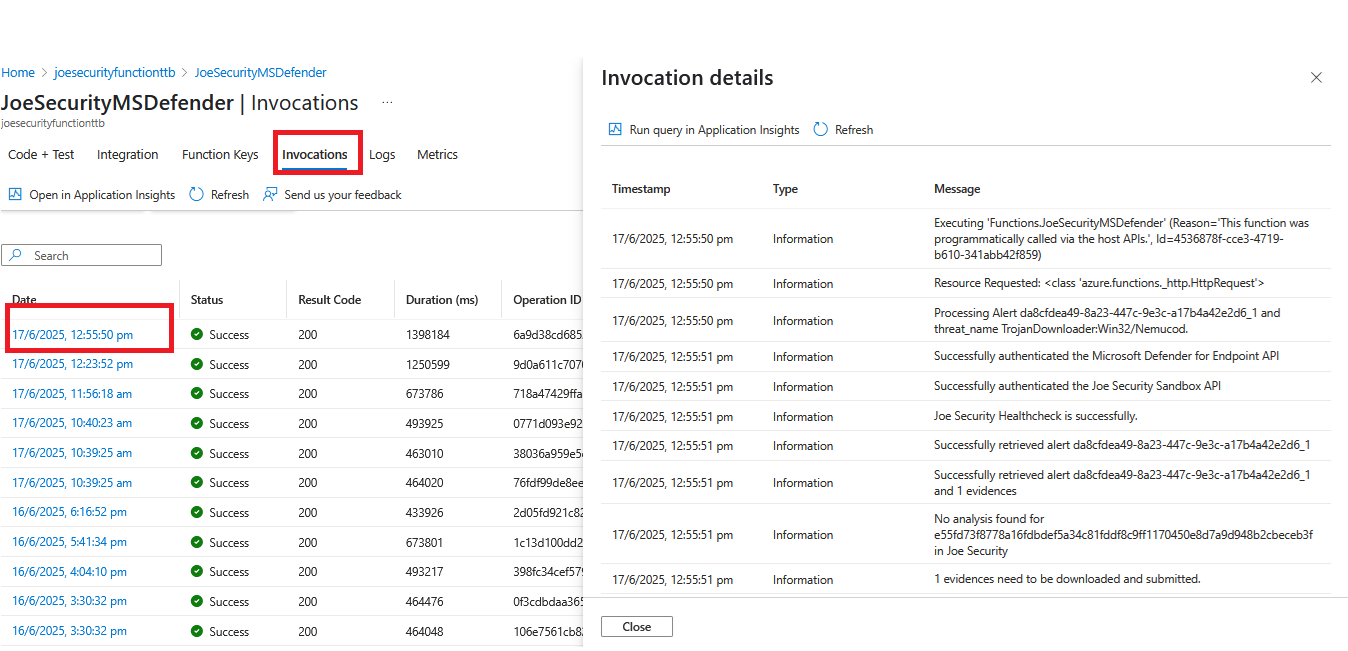 Home > joesecurityfunctionttb > JoeSecurityMSDefender
JoeSecurityMSDefender | Invocations ...
joesecurityfunctionttb
Code + Test Integration Function Keys Invocations Logs Metrics
Open in Application Insights Refresh Send us your feedback
Search
Date Status Result Code Duration (ms) Operation ID
17/6/2025, 12:55:50 pm Success 200 1398184 6a9d38cd685
17/6/2025, 12:23:52 pm Success 200 1250599 9d0a611c707
17/6/2025, 11:56:18 am Success 200 673786 718a47429ffa
17/6/2025, 10:40:23 am Success 200 493925 0771d093e92
17/6/2025, 10:39:25 am Success 200 463010 38036a959e5
17/6/2025, 10:39:25 am Success 200 464020 76fdf99de8ee
16/6/2025, 6:16:52 pm Success 200 433926 2d05fd921c82
16/6/2025, 5:41:34 pm Success 200 673801 1c13d100dd2
16/6/2025, 4:04:10 pm Success 200 493217 398fc34cef579
16/6/2025, 3:30:32 pm Success 200 464476 0f3cdbdaa365
16/6/2025, 3:30:32 pm Success 200 464048 106e7561cb8
Invocation details
Run query in Application Insights Refresh
Timestamp Type Message
17/6/2025, 12:55:50 pm Information Executing 'Functions.JoeSecurityMSDefender' (Reason='This function was
programmatically called via the host APIs.', Id=4536878f-cce3-4719-
b610-341abb42f859)
17/6/2025, 12:55:50 pm Information Resource Requested: <class 'azure.functions._http.HttpRequest'>
17/6/2025, 12:55:50 pm Information Processing Alert da8cfdea49-8a23-447c-9e3c-a17b4a42e2d6_1 and
threat_name TrojanDownloader:Win32/Nemucod.
17/6/2025, 12:55:51 pm Information Successfully authenticated the Microsoft Defender for Endpoint API
17/6/2025, 12:55:51 pm Information Successfully authenticated the Joe Security Sandbox API
17/6/2025, 12:55:51 pm Information Joe Security Healthcheck is successfully.
17/6/2025, 12:55:51 pm Information Successfully retrieved alert da8cfdea49-8a23-447c-9e3c-a17b4a42e2d6_1
17/6/2025, 12:55:51 pm Information Successfully retrieved alert da8cfdea49-8a23-447c-9e3c-a17b4a42e2d6_1
and 1 evidences
17/6/2025, 12:55:51 pm Information No analysis found for
e55fd73f8778a16fdbdef5a34c81fddf8c9ff1170450e8d7a9d948b2cbeceb3f
in Joe Security
17/6/2025, 12:55:51 pm Information 1 evidences need to be downloaded and submitted.
Close